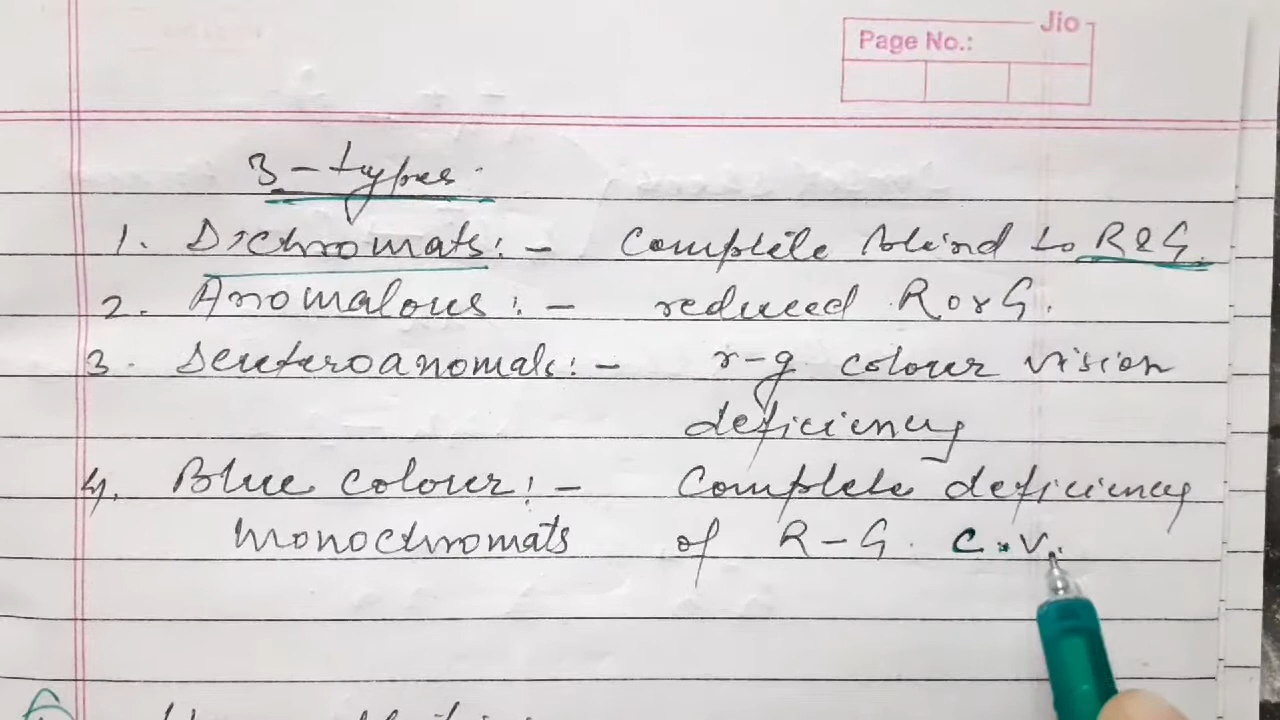 Jio
Page No.:
3-types.
1. Dichromats:- Complete blind to R&G.
2. Anomalous:- reduced R or G.
3. Deuteroanomals:- r-g colour vision
deficiency
4. Blue colour:- Complete deficiency
monochromats of R-G. C.V.